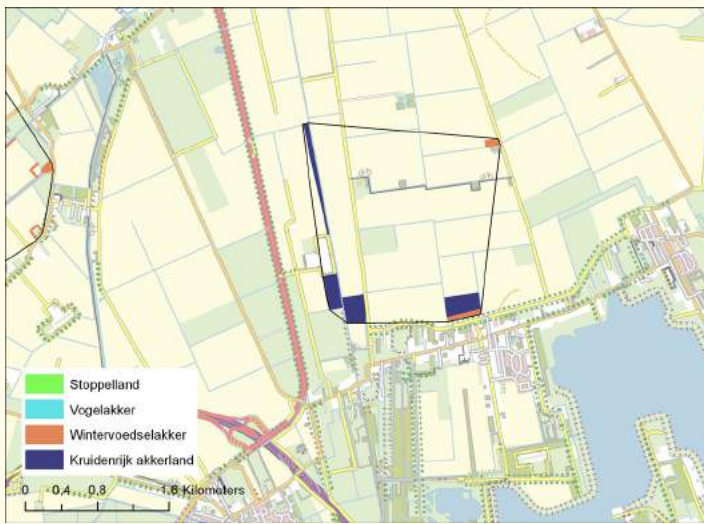 Stoppelland
Vogelakker
Wintervoedselakker
Kruidenrijk akkerland
0 0,4 0,8 1,6 Kilometers